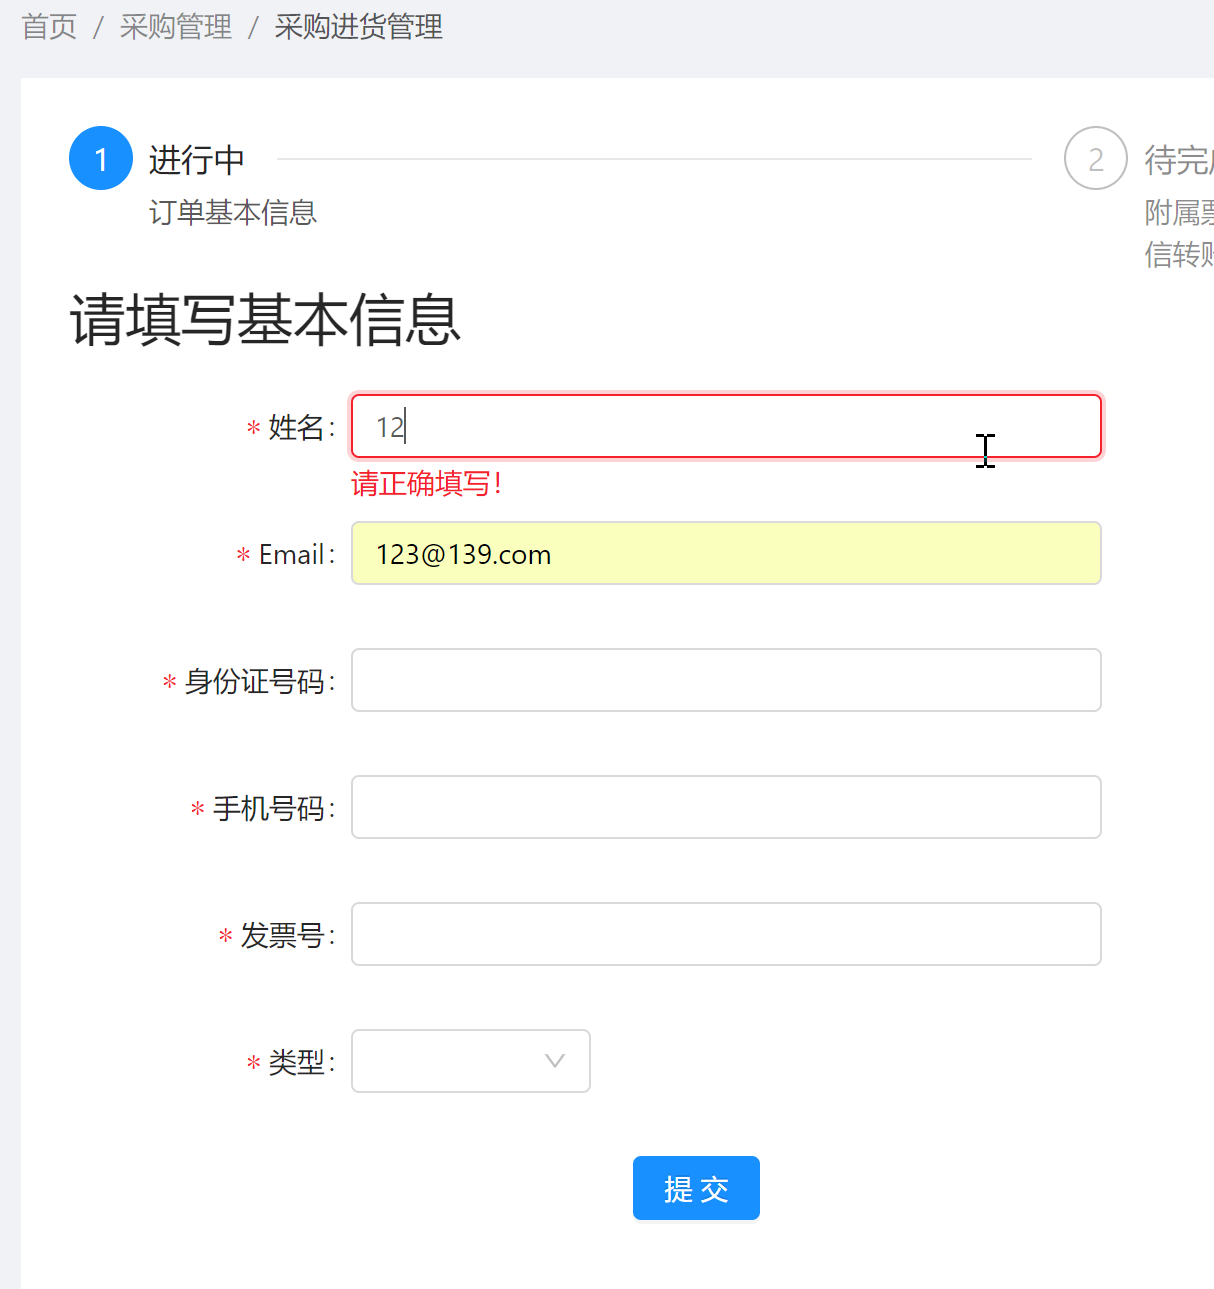 首页 / 采购管理 / 采购进货管理
1 进行中
2 待完
订单基本信息
附属票
信转账
请填写基本信息
* 姓名: 12
请正确填写!
* Email: 123@139.com
* 身份证号码:
* 手机号码:
* 发票号:
* 类型:
提 交